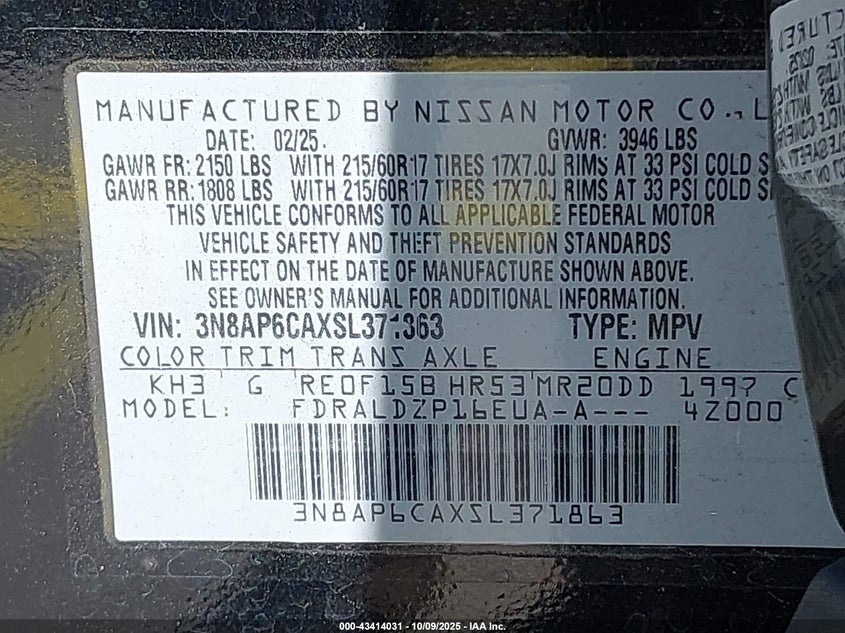 MANUFACTURED BY NISSAN MOTOR CO., L
DATE: 02/25. GVWR: 3946 LBS
GAWR FR: 2150 LBS WITH 215/60R17 TIRES 17X7.0J RIMS AT 33 PSI COLD S
GAWR RR: 1808 LBS WITH 215/60R17 TIRES 17X7.0J RIMS AT 33 PSI COLD S
THIS VEHICLE CONFORMS TO ALL APPLICABLE FEDERAL MOTOR
VEHICLE SAFETY AND THEFT PREVENTION STANDARDS
IN EFFECT ON THE DATE OF MANUFACTURE SHOWN ABOVE.
SEE OWNER'S MANUAL FOR ADDITIONAL INFORMATION.
VIN: 3N8AP6CAXSL371863 TYPE: MPV
COLOR TRIM TRANS AXLE ENGINE
KH3 G RE0F15B HR53 MR20DD 1997 C
MODEL: FDRALDZP16EUA-A--- 4Z000
3N8AP6CAXSL371863
000-43414031 - 10/09/2025 - IAA Inc.